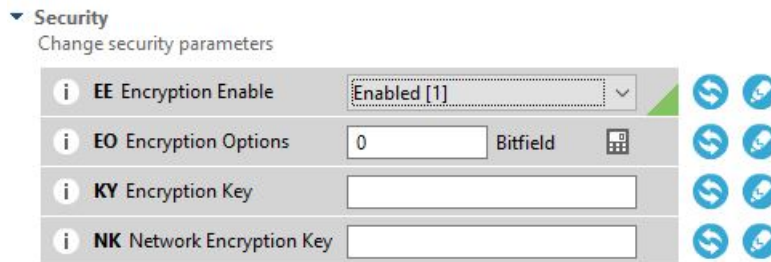 Security
Change security parameters
i EE Encryption Enable Enabled [1]
i EO Encryption Options 0 Bitfield
i KY Encryption Key
i NK Network Encryption Key